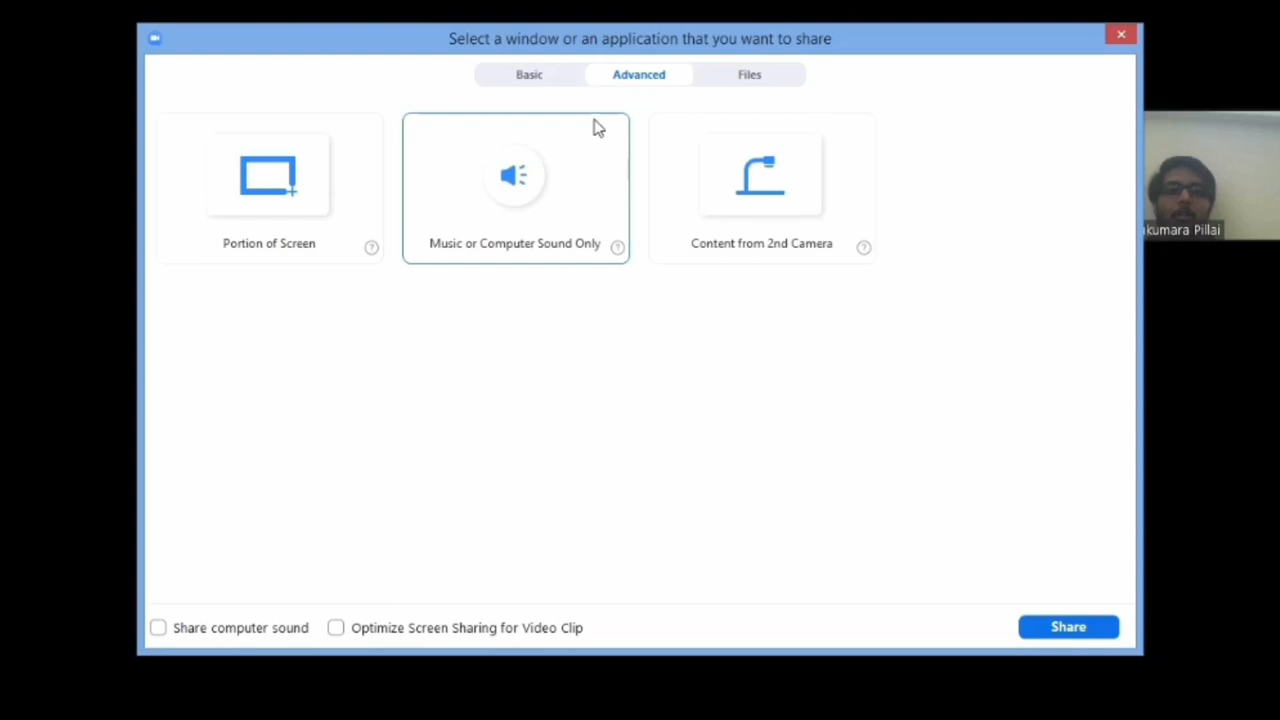 Select a window or an application that you want to share
Basic
Advanced
Files
Portion of Screen
Music or Computer Sound Only
Content from 2nd Camera
kumara Pillai
Share computer sound
Optimize Screen Sharing for Video Clip
Share